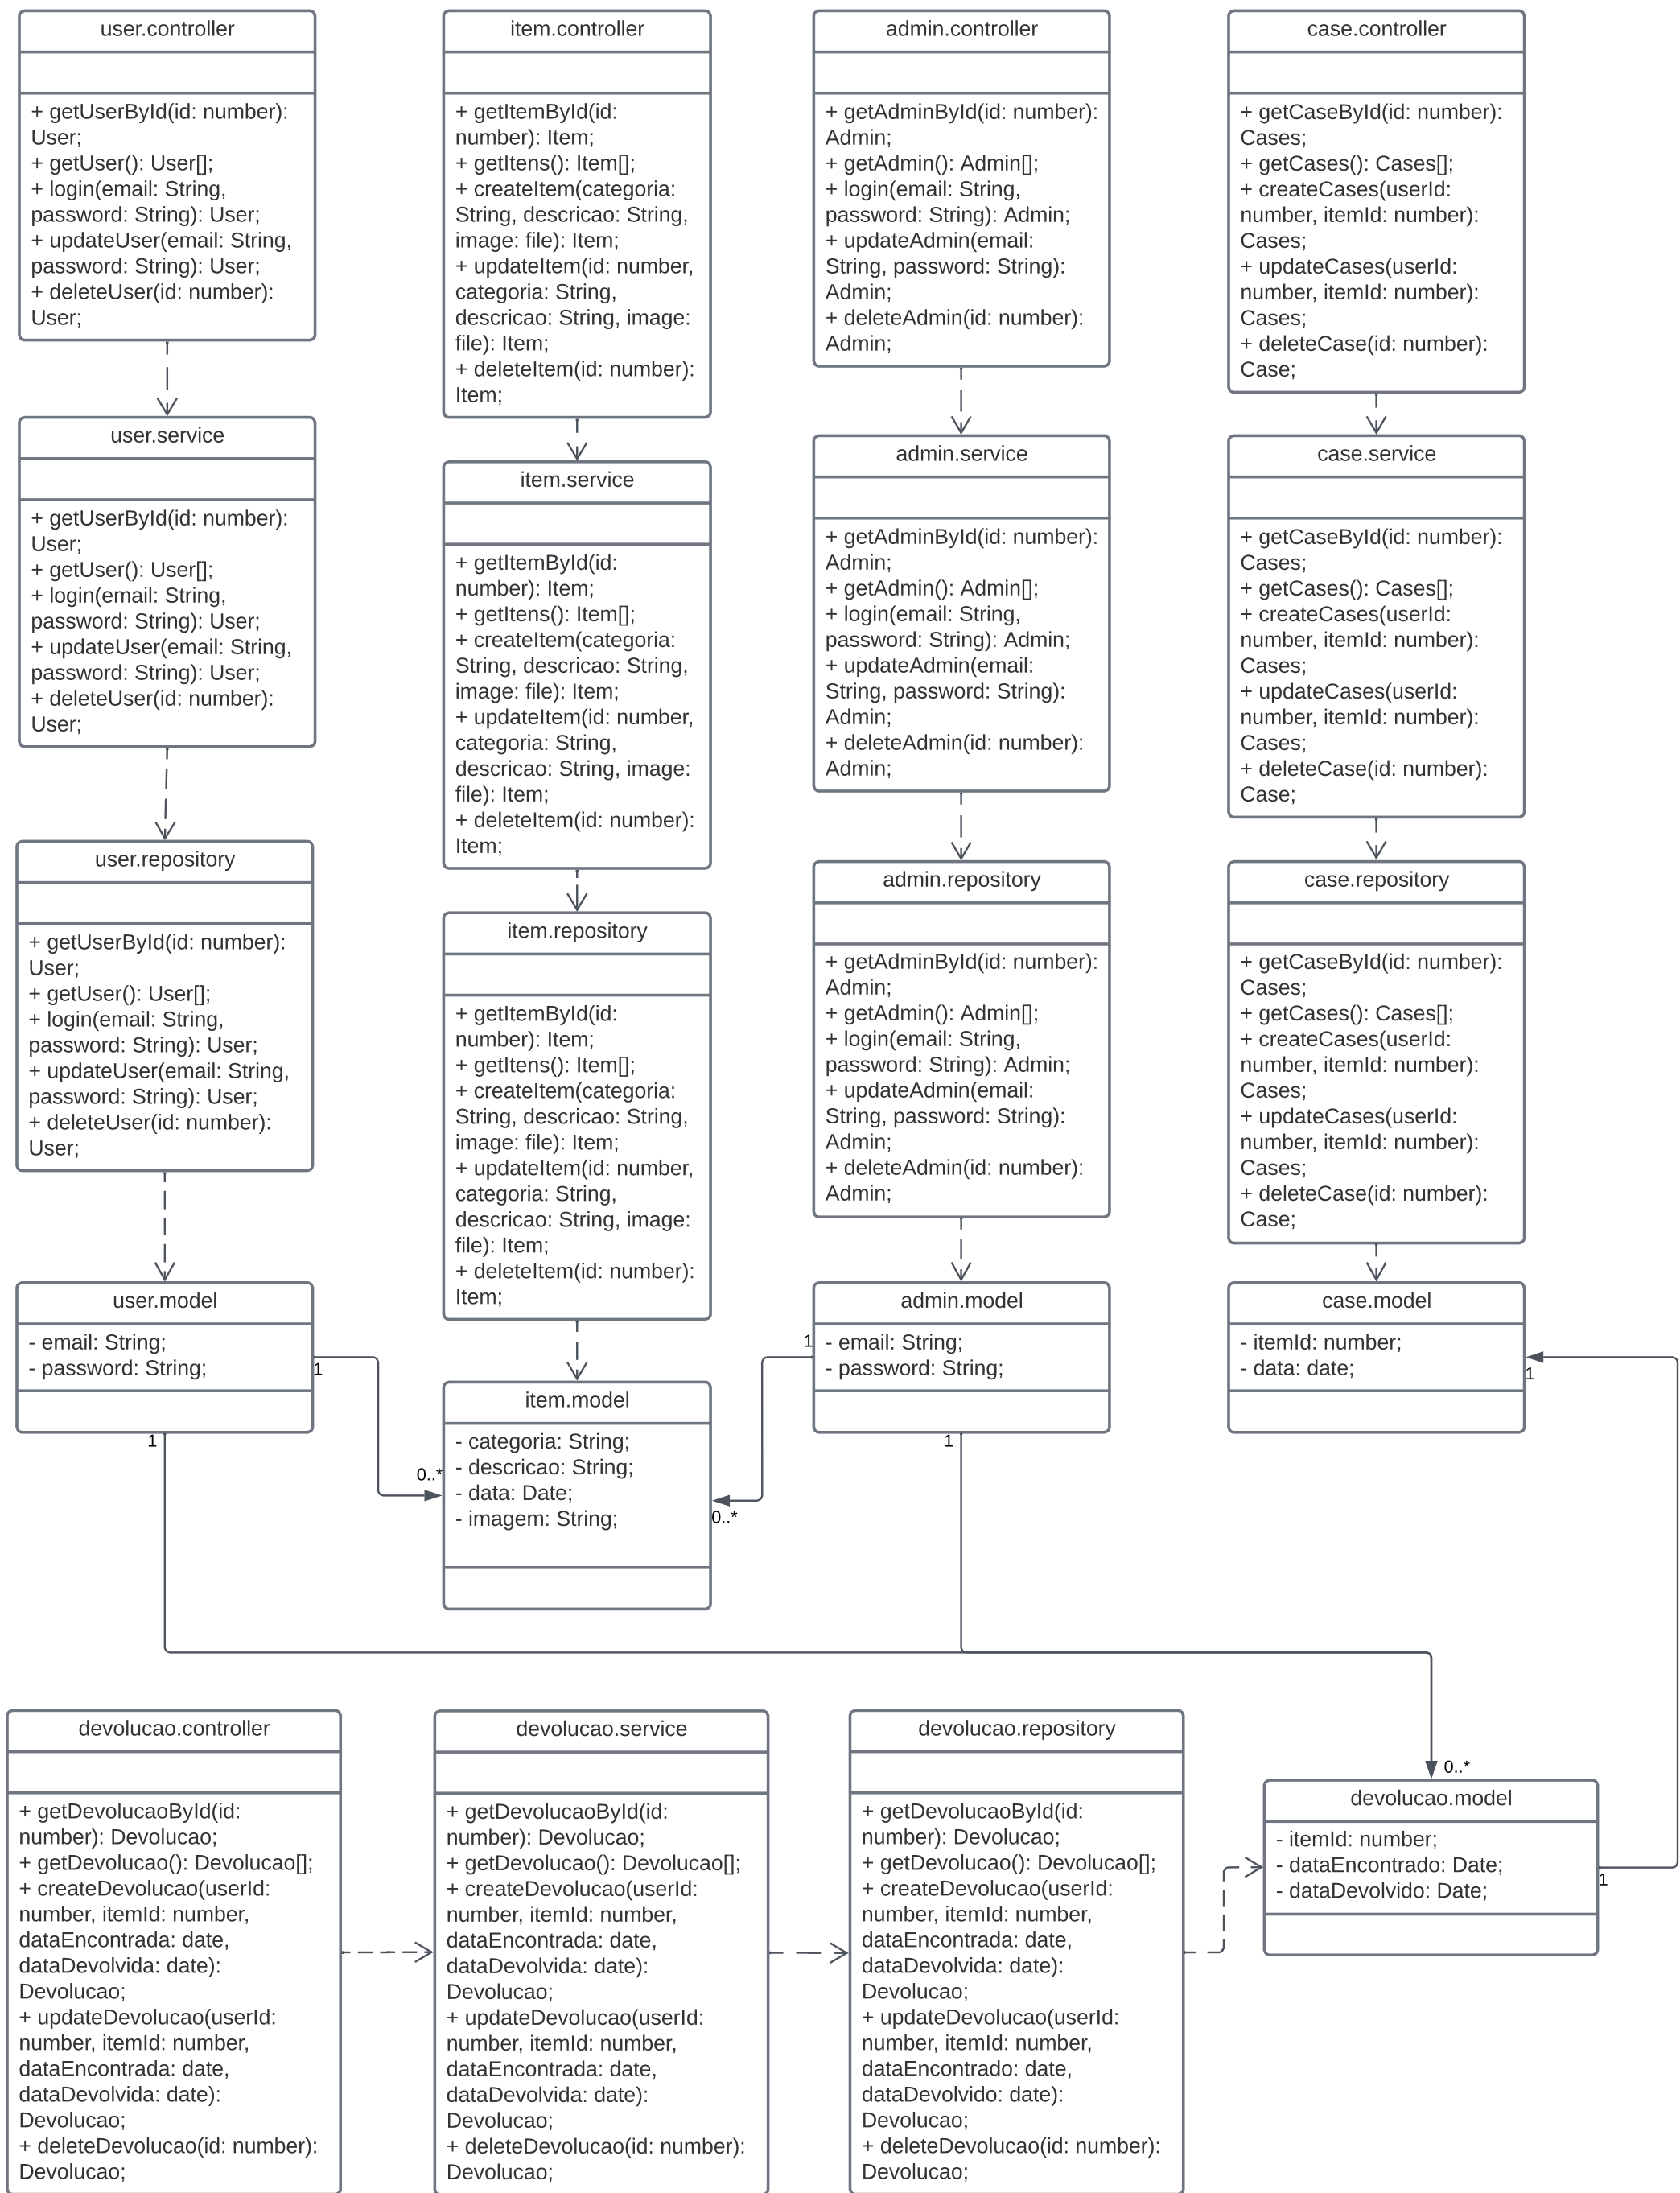 user.controller
+ getUserById(id: number):
User;
+ getUser(): User[];
+ login(email: String,
password: String): User;
+ updateUser(email: String,
password: String): User;
+ deleteUser(id: number):
User;
item.controller
+ getItemById(id:
number): Item;
+ getItens(): Item[];
+ createItem(categoria:
String, descricao: String,
image: file): Item;
+ updateItem(id: number,
categoria: String,
descricao: String, image:
file): Item;
+ deleteItem(id: number):
Item;
admin.controller
+ getAdminById(id: number):
Admin;
+ getAdmin(): Admin[];
+ login(email: String,
password: String): Admin;
+ updateAdmin(email:
String, password: String):
Admin;
+ deleteAdmin(id: number):
Admin;
case.controller
+ getCaseById(id: number):
Cases;
+ getCases(): Cases[];
+ createCases(userId:
number, itemId: number):
Cases;
+ updateCases(userId:
number, itemId: number):
Cases;
+ deleteCase(id: number):
Case;
user.service
+ getUserById(id: number):
User;
+ getUser(): User[];
+ login(email: String,
password: String): User;
+ updateUser(email: String,
password: String): User;
+ deleteUser(id: number):
User;
item.service
+ getItemById(id:
number): Item;
+ getItens(): Item[];
+ createItem(categoria:
String, descricao: String,
image: file): Item;
+ updateItem(id: number,
categoria: String,
descricao: String, image:
file): Item;
+ deleteItem(id: number):
Item;
admin.service
+ getAdminById(id: number):
Admin;
+ getAdmin(): Admin[];
+ login(email: String,
password: String): Admin;
+ updateAdmin(email:
String, password: String):
Admin;
+ deleteAdmin(id: number):
Admin;
case.service
+ getCaseById(id: number):
Cases;
+ getCases(): Cases[];
+ createCases(userId:
number, itemId: number):
Cases;
+ updateCases(userId:
number, itemId: number):
Cases;
+ deleteCase(id: number):
Case;
user.repository
+ getUserById(id: number):
User;
+ getUser(): User[];
+ login(email: String,
password: String): User;
+ updateUser(email: String,
password: String): User;
+ deleteUser(id: number):
User;
item.repository
+ getItemById(id:
number): Item;
+ getItens(): Item[];
+ createItem(categoria:
String, descricao: String,
image: file): Item;
+ updateItem(id: number,
categoria: String,
descricao: String, image:
file): Item;
+ deleteItem(id: number):
Item;
admin.repository
+ getAdminById(id: number):
Admin;
+ getAdmin(): Admin[];
+ login(email: String,
password: String): Admin;
+ updateAdmin(email:
String, password: String):
Admin;
+ deleteAdmin(id: number):
Admin;
case.repository
+ getCaseById(id: number):
Cases;
+ getCases(): Cases[];
+ createCases(userId:
number, itemId: number):
Cases;
+ updateCases(userId:
number, itemId: number):
Cases;
+ deleteCase(id: number):
Case;
user.model
- email: String;
- password: String;
1
1
item.model
- categoria: String;
- descricao: String;
- data: Date;
- imagem: String;
0..*
0..*
admin.model
- email: String;
- password: String;
1
1
case.model
- itemId: number;
- data: date;
1
devolucao.controller
+ getDevolucaoById(id:
number): Devolucao;
+ getDevolucao(): Devolucao[];
+ createDevolucao(userId:
number, itemId: number,
dataEncontrada: date,
dataDevolvida: date):
Devolucao;
+ updateDevolucao(userId:
number, itemId: number,
dataEncontrada: date,
dataDevolvida: date):
Devolucao;
+ deleteDevolucao(id: number):
Devolucao;
devolucao.service
+ getDevolucaoById(id:
number): Devolucao;
+ getDevolucao(): Devolucao[];
+ createDevolucao(userId:
number, itemId: number,
dataEncontrada: date,
dataDevolvida: date):
Devolucao;
+ updateDevolucao(userId:
number, itemId: number,
dataEncontrada: date,
dataDevolvida: date):
Devolucao;
+ deleteDevolucao(id: number):
Devolucao;
devolucao.repository
+ getDevolucaoById(id:
number): Devolucao;
+ getDevolucao(): Devolucao[];
+ createDevolucao(userId:
number, itemId: number,
dataEncontrada: date,
dataDevolvida: date):
Devolucao;
+ updateDevolucao(userId:
number, itemId: number,
dataEncontrado: date,
dataDevolvido: date):
Devolucao;
+ deleteDevolucao(id: number):
Devolucao;
0..*
devolucao.model
- itemId: number;
- dataEncontrado: Date;
- dataDevolvido: Date;
1